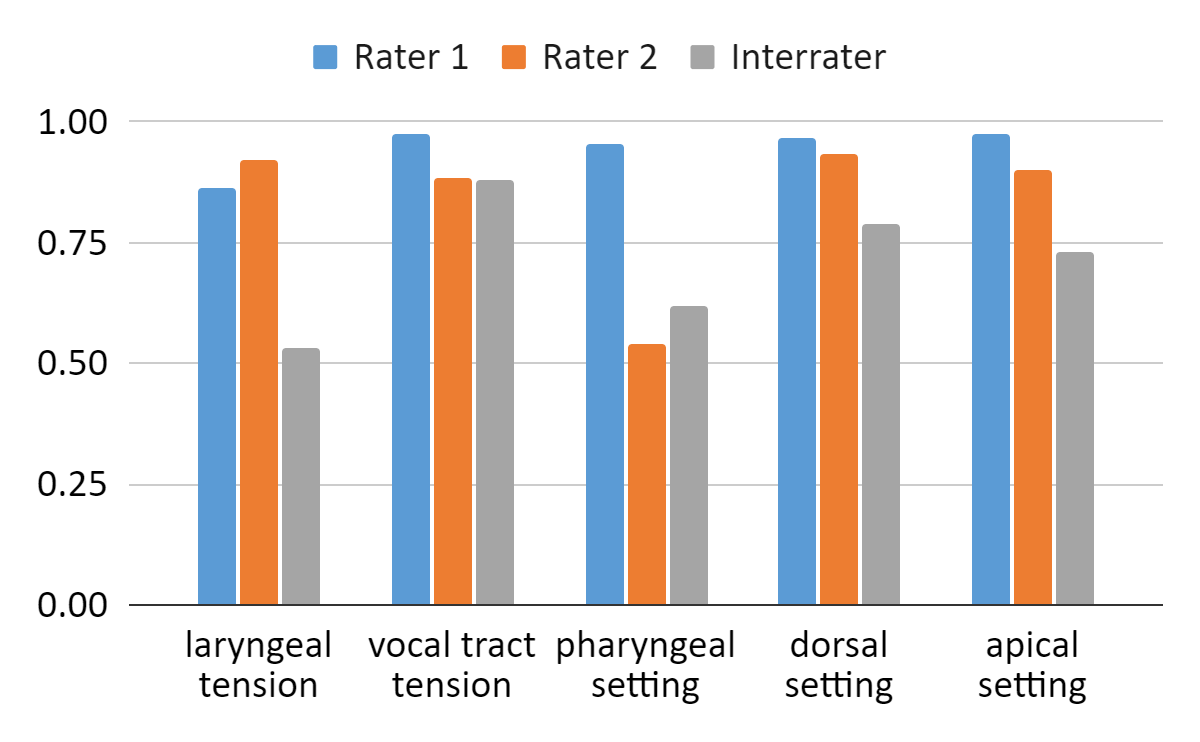 Rater 1 Rater 2 Interrater
1.00
0.75
0.50
0.25
0.00
laryngeal tension
vocal tract tension
pharyngeal setting
dorsal setting
apical setting